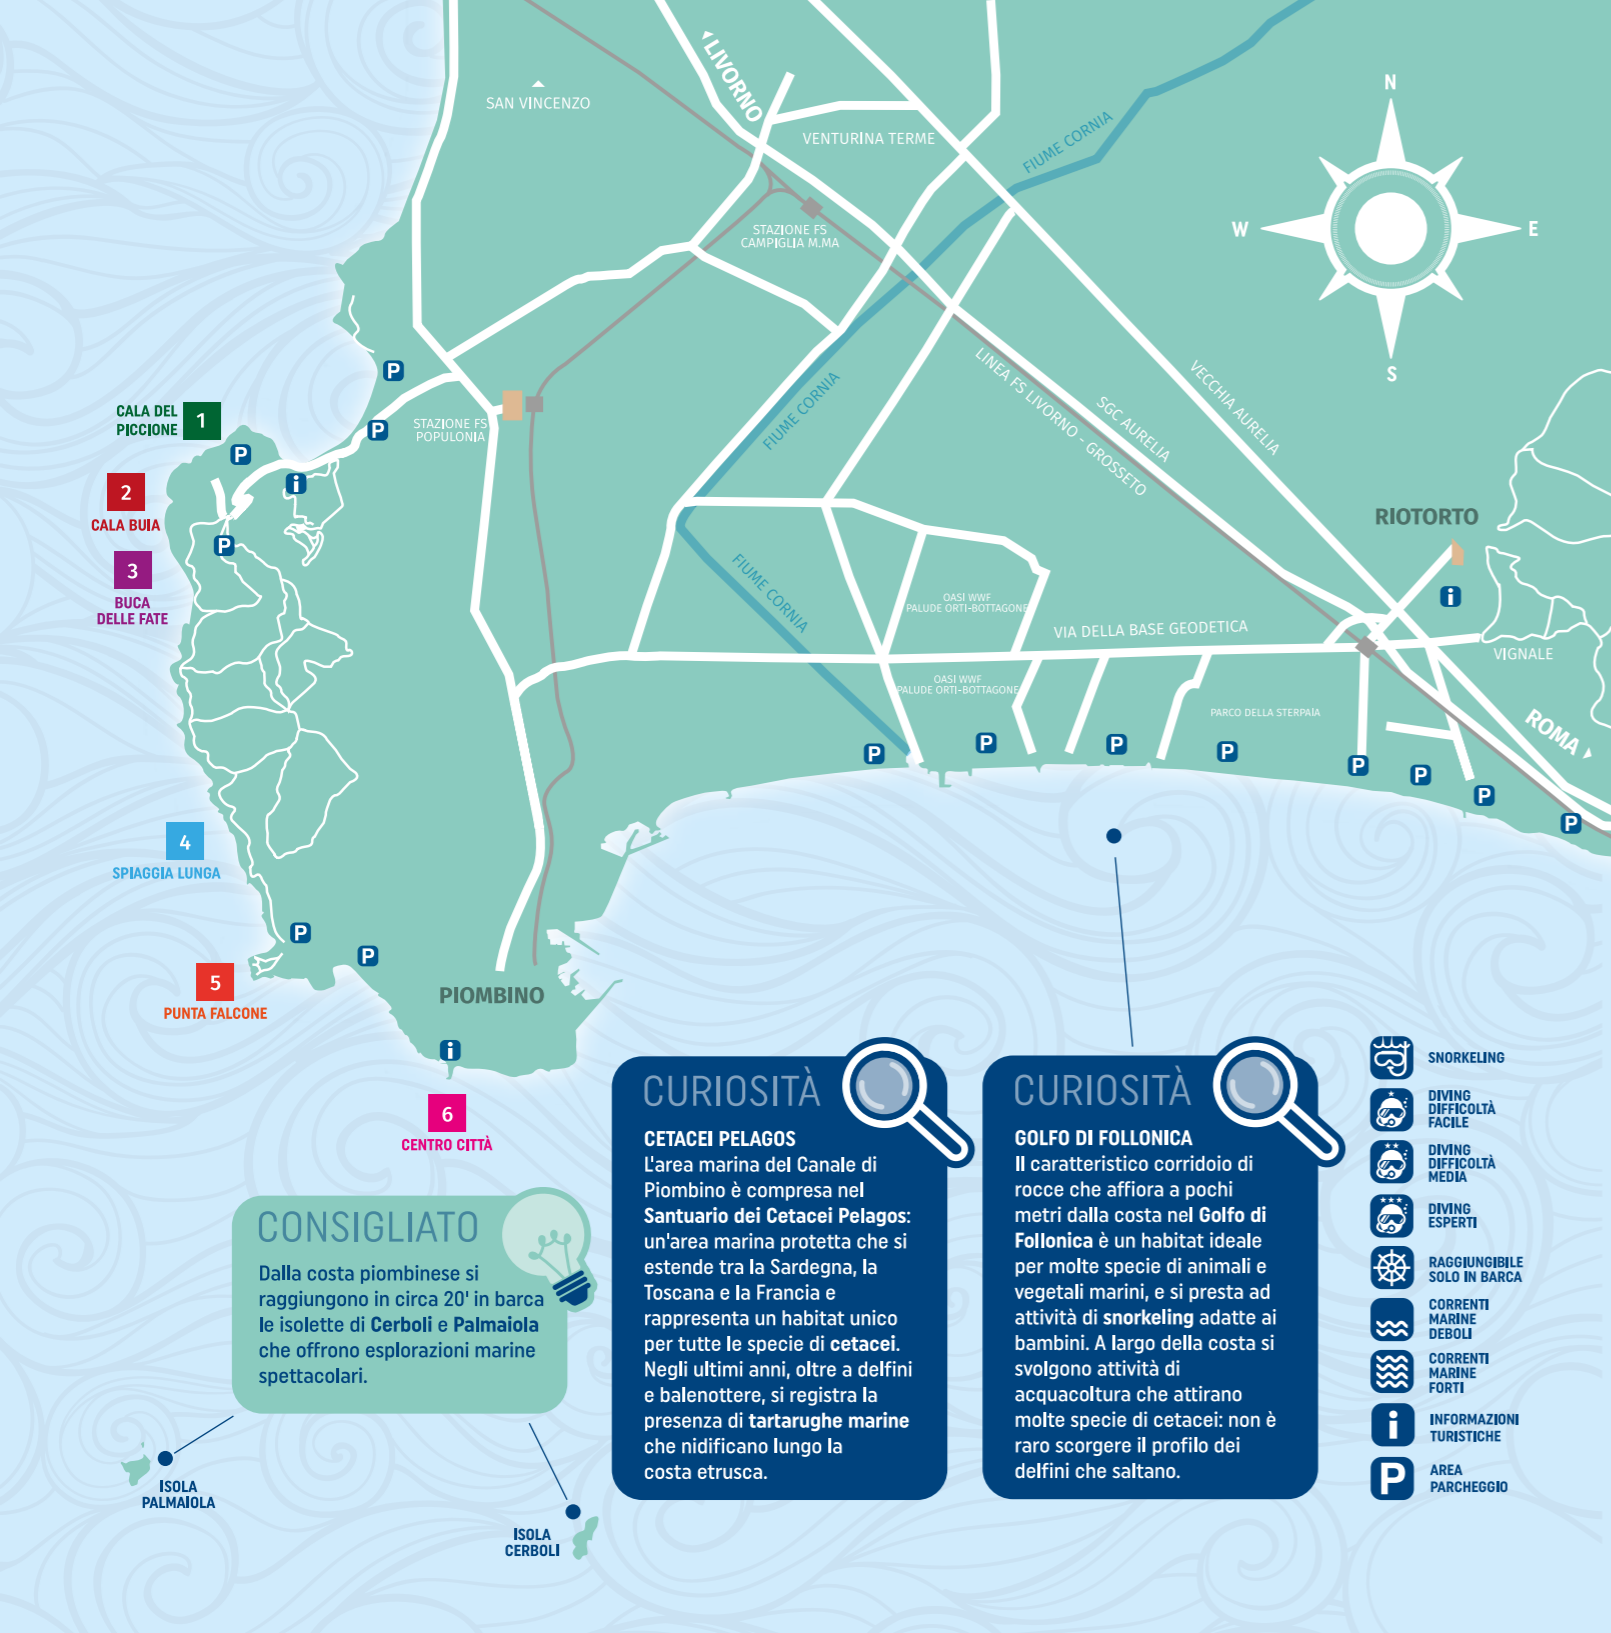 LIVORNO
SAN VINCENZO
VENTURINA TERME
FIUME CORNIA
N
W
E
S
STAZIONE FS
CAMPIGLIA M.MA
LINEA FS LIVORNO - GROSSETO
SGC AURELIA
VECCHIA AURELIA
FIUME CORNIA
P
P
STAZIONE FS
POPULONIA
CALA DEL
PICCIONE
1
P
i
2
CALA BUIA
P
3
BUCA
DELLE FATE
FIUME CORNIA
RIOTORTO
i
OASI WWF
PALUDE ORTI-BOTTAGONE
VIA DELLA BASE GEODETICA
VIGNALE
OASI WWF
PALUDE ORTI-BOTTAGONE
PARCO DELLA STERPAIA
ROMA
P
P
P
P
P
P
P
P
4
SPIAGGIA LUNGA
P
P
5
PUNTA FALCONE
PIOMBINO
i
6
CENTRO CITTÀ
CONSIGLIATO
Dalla costa piombinese si
raggiungono in circa 20' in barca
le isolette di Cerboli e Palmaiola
che offrono esplorazioni marine
spettacolari.
ISOLA
PALMAIOLA
ISOLA
CERBOLI
CURIOSITÀ
CETACEI PELAGOS
L'area marina del Canale di
Piombino è compresa nel
Santuario dei Cetacei Pelagos:
un'area marina protetta che si
estende tra la Sardegna, la
Toscana e la Francia e
rappresenta un habitat unico
per tutte le specie di cetacei.
Negli ultimi anni, oltre a delfini
e balenottere, si registra la
presenza di tartarughe marine
che nidificano lungo la
costa etrusca.
CURIOSITÀ
GOLFO DI FOLLONICA
Il caratteristico corridoio di
rocce che affiora a pochi
metri dalla costa nel Golfo di
Follonica è un habitat ideale
per molte specie di animali e
vegetali marini, e si presta ad
attività di snorkeling adatte ai
bambini. A largo della costa si
svolgono attività di
acquacoltura che attirano
molte specie di cetacei: non è
raro scorgere il profilo dei
delfini che saltano.
SNORKELING
DIVING
DIFFICOLTÀ
FACILE
DIVING
DIFFICOLTÀ
MEDIA
DIVING
ESPERTI
RAGGIUNGIBILE
SOLO IN BARCA
CORRENTI
MARINE
DEBOLI
CORRENTI
MARINE
FORTI
i
INFORMAZIONI
TURISTICHE
P
AREA
PARCHEGGIO